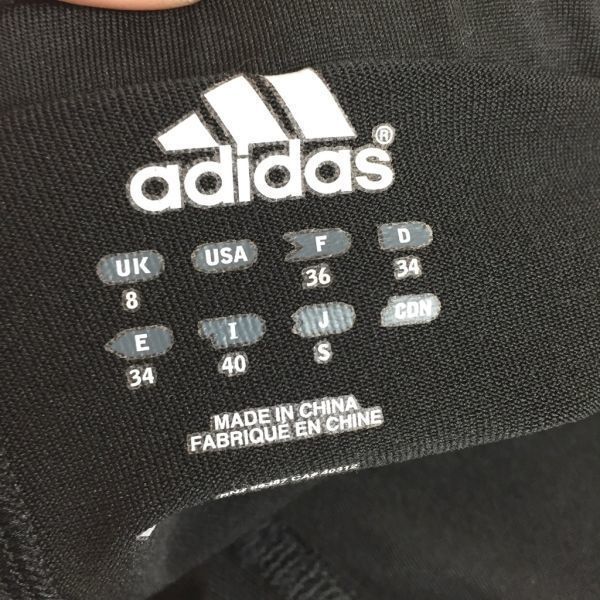 adidas®
UK USA F D
8 36 34
E I J CDN
34 40 S
MADE IN CHINA
FABRIQUE EN CHINE